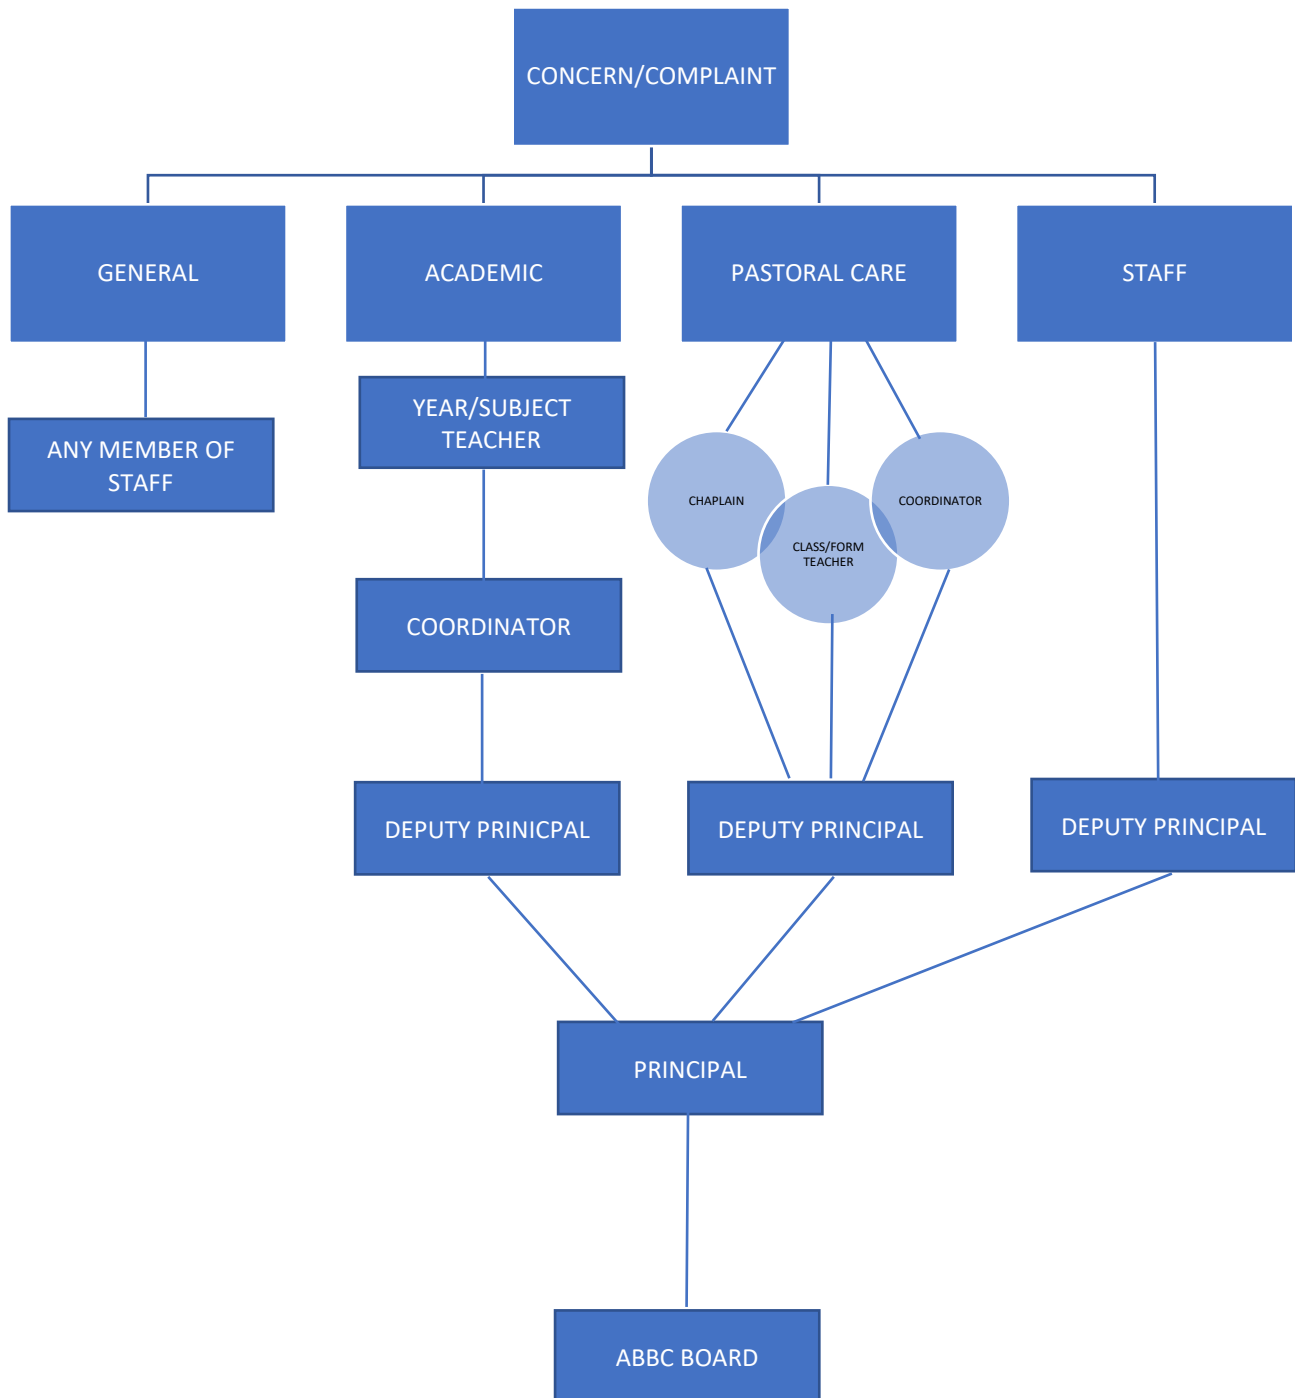 CONCERN/COMPLAINT
GENERAL
ACADEMIC
PASTORAL CARE
STAFF
ANY MEMBER OF
STAFF
YEAR/SUBJECT
TEACHER
CHAPLAIN
CLASS/FORM
TEACHER
COORDINATOR
COORDINATOR
DEPUTY PRINICPAL
DEPUTY PRINCIPAL
DEPUTY PRINCIPAL
PRINCIPAL
ABBC BOARD